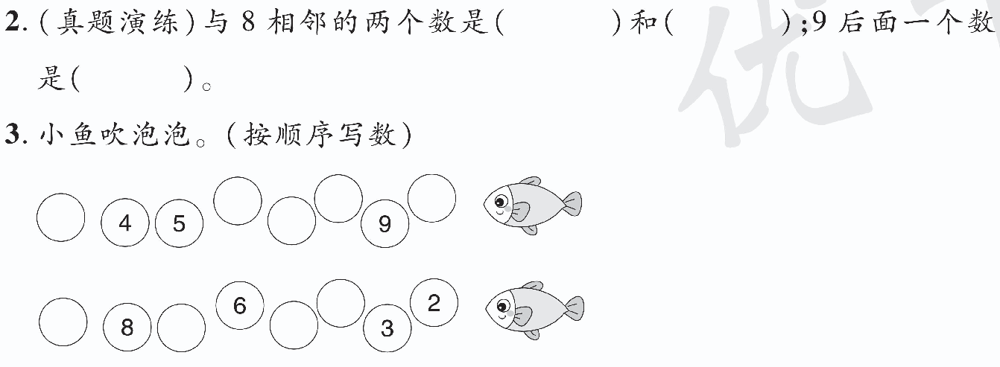 2. (真题演练)与 8 相邻的两个数是(　　　)和(　　　);9 后面一个数
是(　　　)。
3. 小鱼吹泡泡。(按顺序写数)
4 5 9
8 6 3 2
优